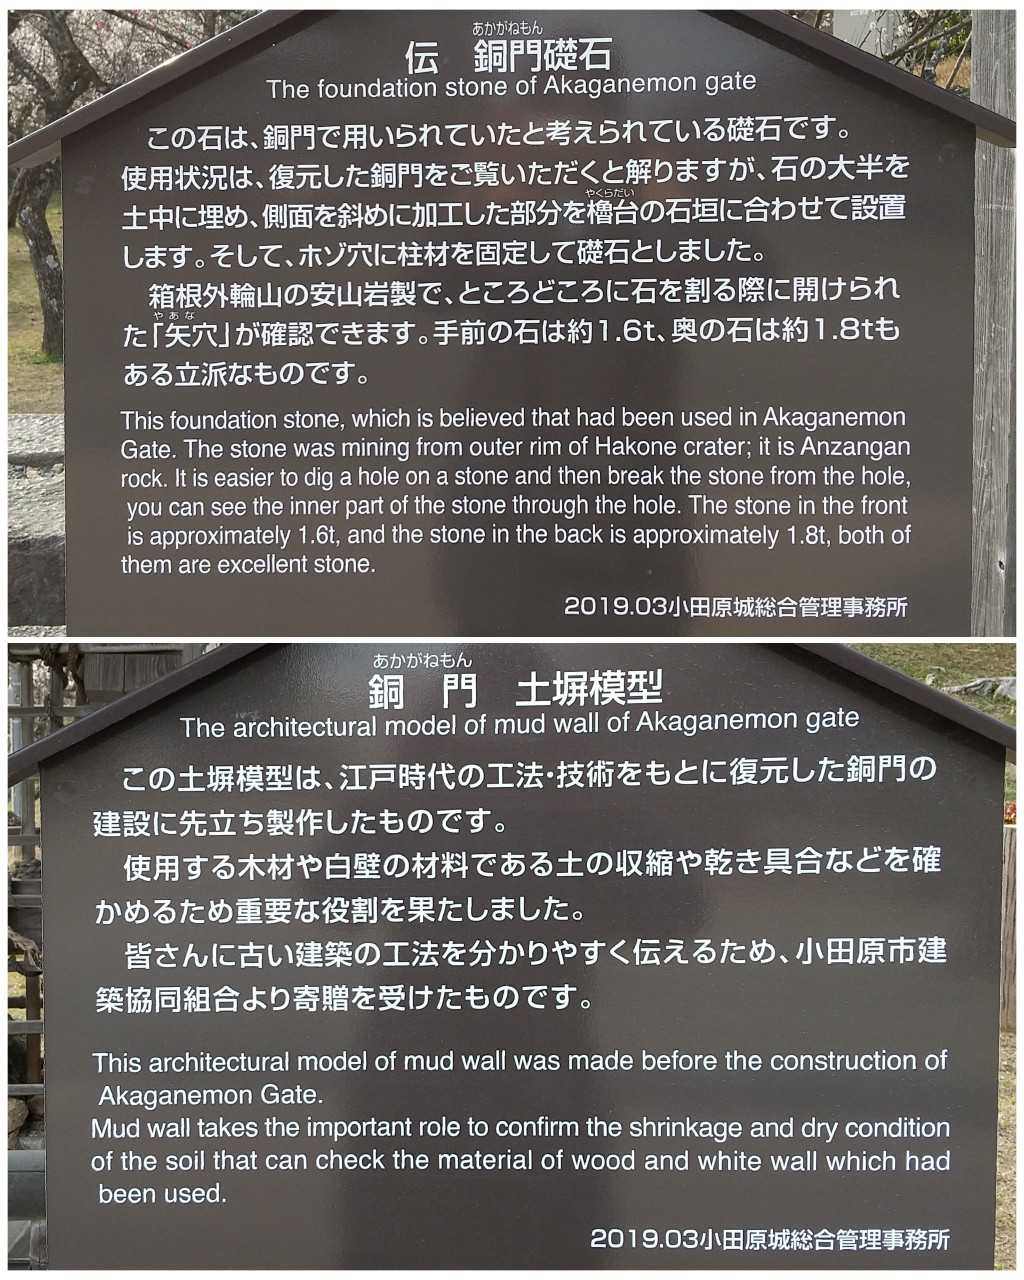 あかがねもん
伝 銅門礎石
The foundation stone of Akaganemon gate
この石は、銅門で用いられていたと考えられている礎石です。
使用状況は、復元した銅門をご覧いただくと解りますが、石の大半を
やぐらだい
土中に埋め、側面を斜めに加工した部分を櫓台の石垣に合わせて設置
します。そして、ホゾ穴に柱材を固定して礎石としました。
箱根外輪山の安山岩製で、ところどころに石を割る際に開けられ
やあな
た「矢穴」が確認できます。手前の石は約1.6t、奥の石は約1.8tも
ある立派なものです。
This foundation stone, which is believed that had been used in Akaganemon
Gate. The stone was mining from outer rim of Hakone crater; it is Anzangan
rock. It is easier to dig a hole on a stone and then break the stone from the hole,
you can see the inner part of the stone through the hole. The stone in the front
is approximately 1.6t, and the stone in the back is approximately 1.8t, both of
them are excellent stone.
2019.03小田原城総合管理事務所
あかがねもん
銅 門 土塀模型
The architectural model of mud wall of Akaganemon gate
この土塀模型は、江戸時代の工法・技術をもとに復元した銅門の
建設に先立ち製作したものです。
使用する木材や白壁の材料である土の収縮や乾き具合などを確
かめるため重要な役割を果たしました。
皆さんに古い建築の工法を分かりやすく伝えるため、小田原市建
築協同組合より寄贈を受けたものです。
This architectural model of mud wall was made before the construction of
Akaganemon Gate.
Mud wall takes the important role to confirm the shrinkage and dry condition
of the soil that can check the material of wood and white wall which had
been used.
2019.03小田原城総合管理事務所